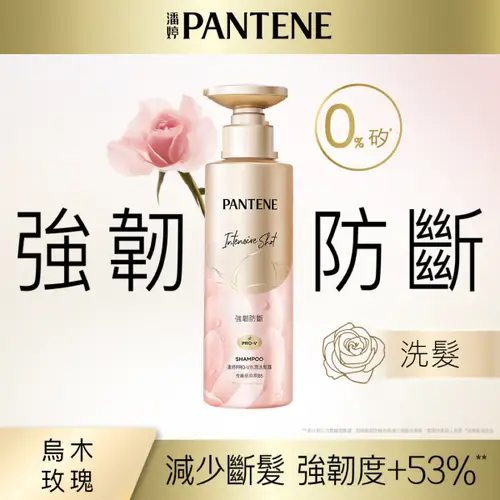 潘婷 PANTENE
0%矽*
強韌 防斷
PANTENE
Intensive Shot
強韌防斷
PRO-V
SHAMPOO
洗髮
烏木
玫瑰
減少斷髮 強韌度+53%**